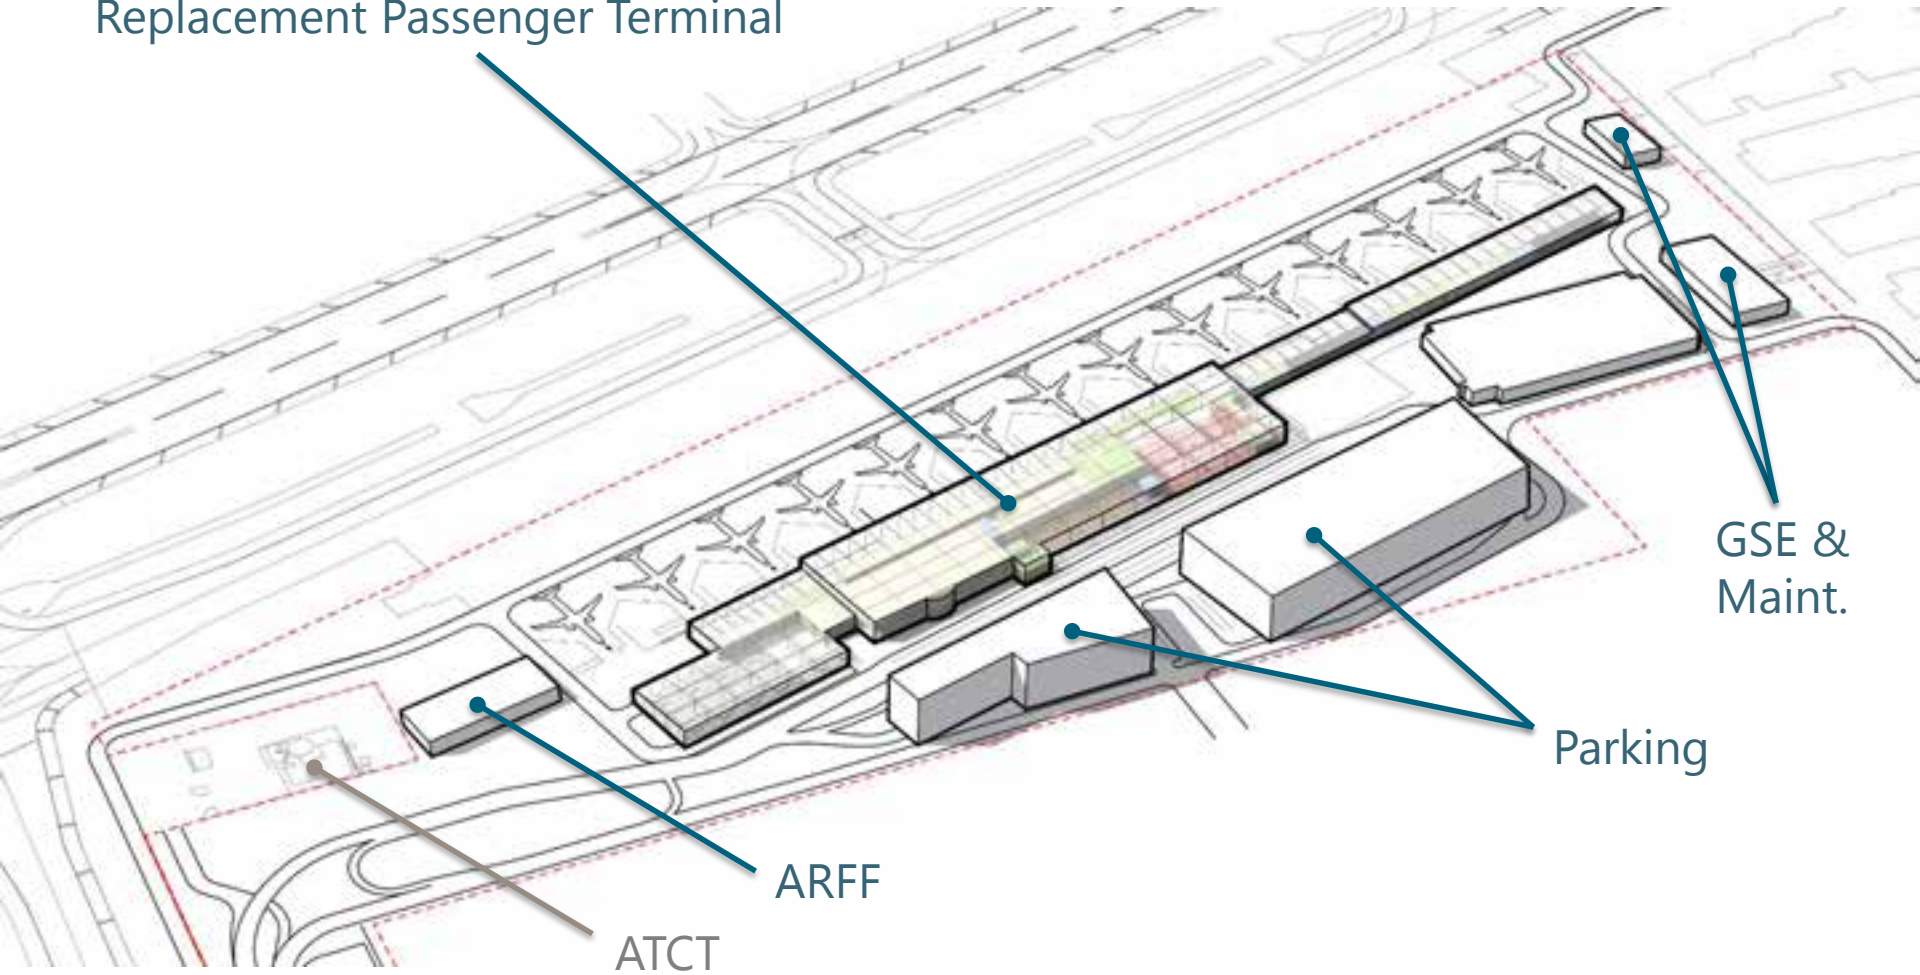 Replacement Passenger Terminal
GSE &
Maint.
Parking
ARFF
ATCT